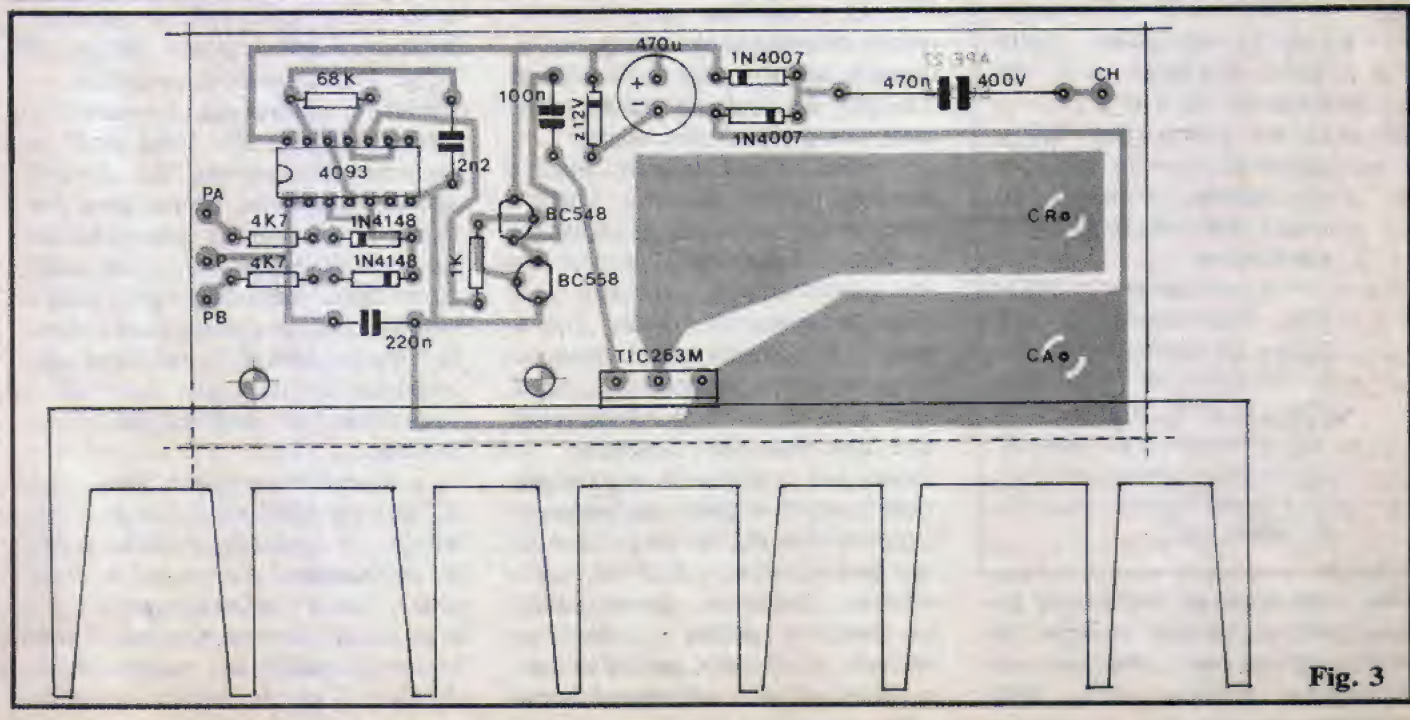 470u
1N4007
68K
+
470n
400V
CH
100n
z12V
-
1N4007
4093
2n2
PA
4K7
1N4148
BC548
CR
P
4K7
1N4148
1K
BC558
PB
220n
TIC263M
CA
Fig. 3